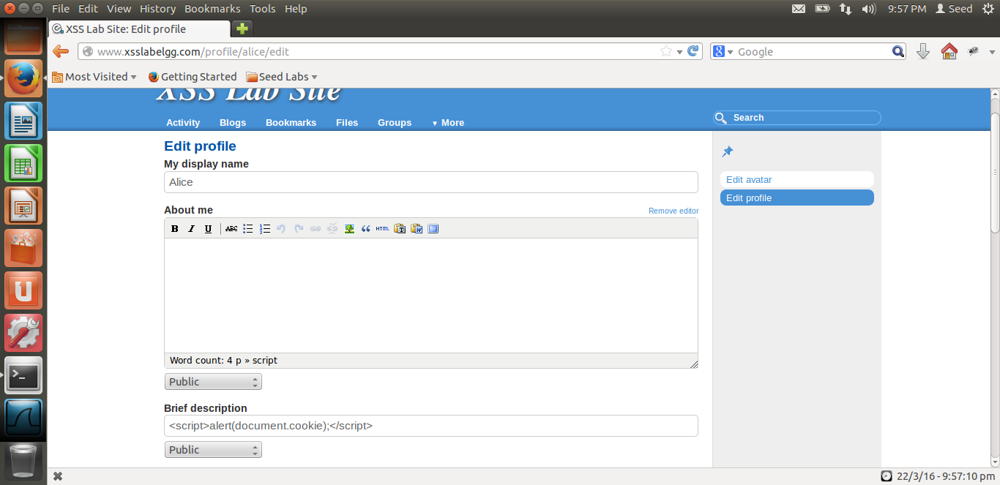 File Edit View History Bookmarks Tools Help
9:57 PM Seed
XSS Lab Site: Edit profile
www.xsslabelgg.com/profile/alice/edit
8 Google
Most Visited Getting Started Seed Labs
XSS Lab Site
Activity Blogs Bookmarks Files Groups ▼ More
Search
Edit profile
My display name
Alice
Edit avatar
Edit profile
About me
Remove editor
B I U ABC HTML
Word count: 4 p » script
Public
Brief description
<script>alert(document.cookie);</script>
Public
22/3/16 - 9:57:10 pm